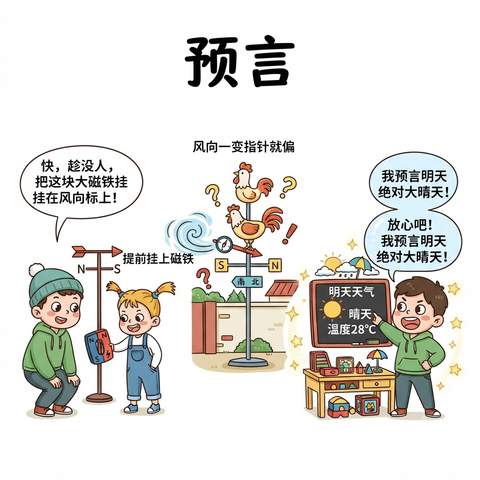 预言
风向一变指针就偏
快，趁没人，
把这块大磁铁挂
挂在风向标上！
N S
提前挂上磁铁
S N
南 北
我预言明天
绝对大晴天！
放心吧！
我预言明天
绝对大晴天！
明天天气
晴天
温度28℃